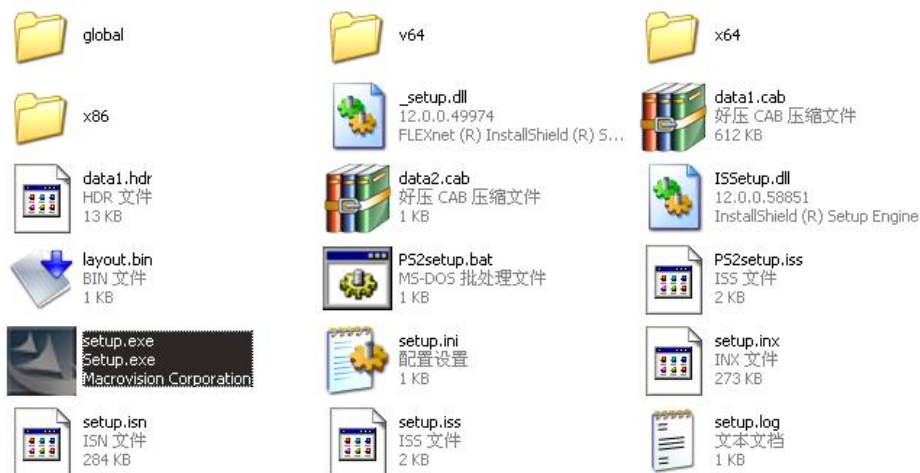 global
v64
x64
x86
_setup.dll
12.0.0.49974
FLEXnet (R) InstallShield (R) S...
data1.cab
好压 CAB 压缩文件
612 KB
data1.hdr
HDR 文件
13 KB
data2.cab
好压 CAB 压缩文件
1 KB
ISSetup.dll
12.0.0.58851
InstallShield (R) Setup Engine
layout.bin
BIN 文件
1 KB
PS2setup.bat
MS-DOS 批处理文件
1 KB
PS2setup.iss
ISS 文件
2 KB
setup.exe
Setup.exe
Macrovision Corporation
setup.ini
配置设置
1 KB
setup.inx
INX 文件
273 KB
setup.isn
ISN 文件
284 KB
setup.iss
ISS 文件
2 KB
setup.log
文本文档
1 KB